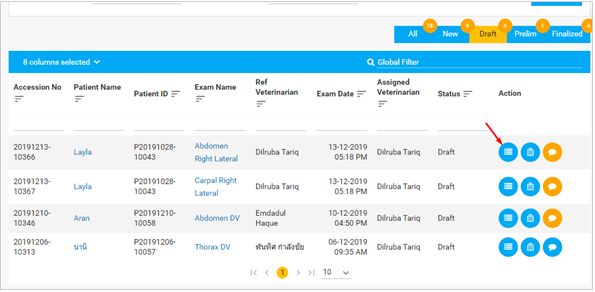 18 9 4 1 4
All New Draft Prelim Finalized
8 columns selected Global Filter
Accession No Patient Name Patient ID Exam Name Ref Veterinarian Exam Date Assigned Veterinarian Status Action
20191213-10366 Layla P20191028-10043 Abdomen Right Lateral Dilruba Tariq 13-12-2019 05:18 PM Dilruba Tariq Draft
20191213-10367 Layla P20191028-10043 Carpal Right Lateral Dilruba Tariq 13-12-2019 05:18 PM Dilruba Tariq Draft
20191210-10346 Aran P20191210-10058 Abdomen DV Emdadul Haque 10-12-2019 04:50 PM Dilruba Tariq Draft
20191206-10313 นานิ P20191206-10057 Thorax DV พันทิศ กำลังชัย 06-12-2019 09:35 AM Dilruba Tariq Draft
1 10